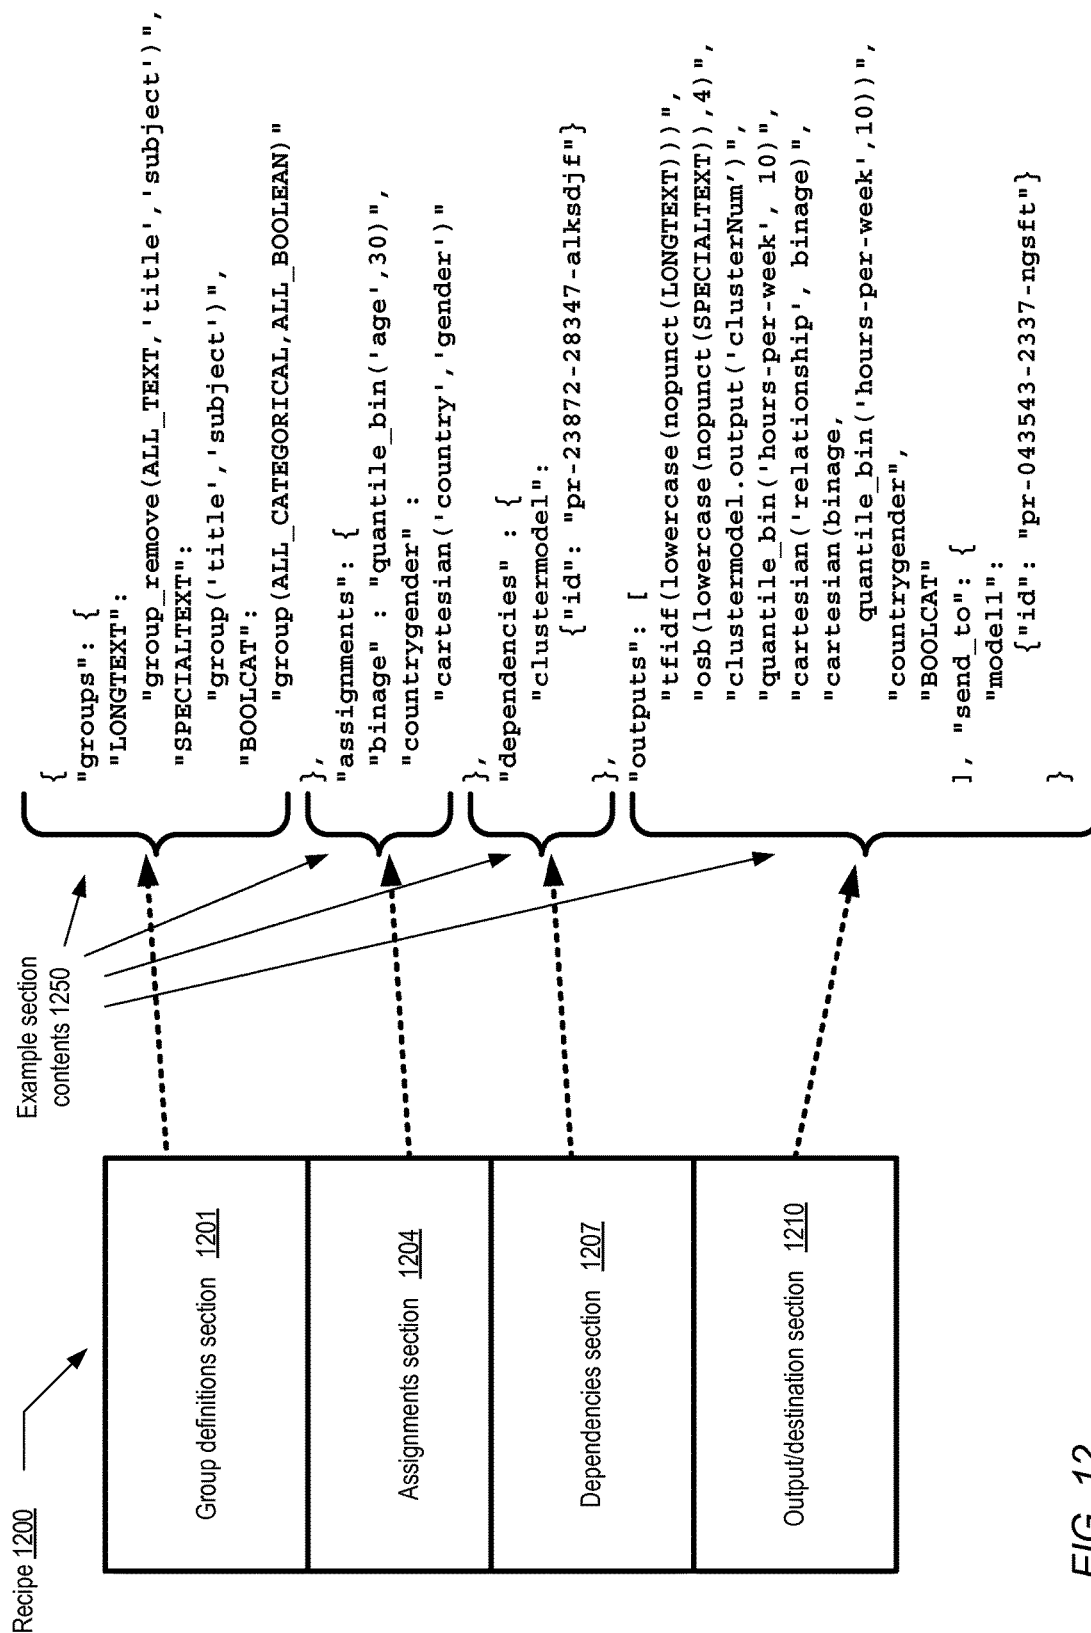 Recipe 1200
Group definitions section 1201
Assignments section 1204
Dependencies section 1207
Output/destination section 1210
Example section
contents 1250
{
"groups": {
"LONGTEXT":
"group_remove(ALL_TEXT,'title','subject')",
"SPECIALTEXT":
"group('title','subject')",
"BOOLCAT":
"group(ALL_CATEGORICAL,ALL_BOOLEAN)"
},
"assignments": {
"binage" : "quantile_bin('age',30)",
"countrygender" :
"cartesian('country','gender')"
},
"dependencies" : {
"clustermodel":
{"id": "pr-23872-28347-alksdjf"}
},
"outputs": [
"tfidf(lowercase(nopunct(LONGTEXT)))",
"osb(lowercase(nopunct(SPECIALTEXT)),4)",
"clustermodel.output('clusterNum')",
"quantile_bin('hours-per-week', 10)",
"cartesian('relationship', binage)",
"cartesian(binage,
quantile_bin('hours-per-week',10))",
"countrygender",
"BOOLCAT"
], "send_to": {
"model1":
{"id": "pr-043543-2337-ngsft"}
}
FIG. 12